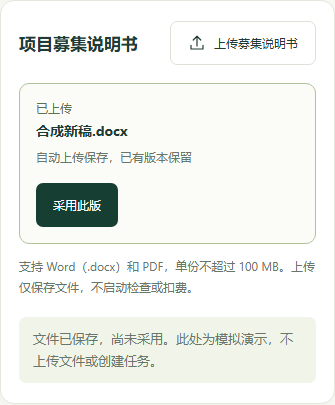 项目募集说明书
上传募集说明书
已上传
合成新稿.docx
自动上传保存，已有版本保留
采用此版
支持 Word（.docx）和 PDF，单份不超过 100 MB。上传
仅保存文件，不启动检查或扣费。
文件已保存，尚未采用。此处为模拟演示，不
上传文件或创建任务。